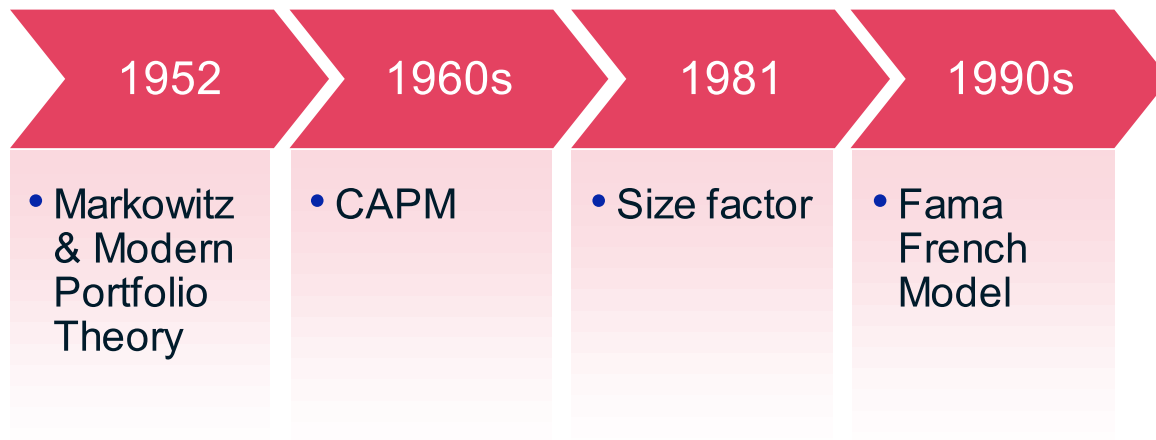 1952
• Markowitz
& Modern
Portfolio
Theory
1960s
• CAPM
1981
• Size factor
1990s
• Fama
French
Model